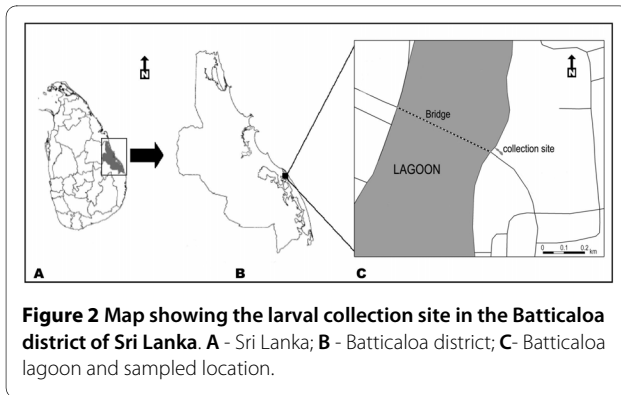 N
N
Bridge
collection site
LAGOON
0 0.1 0.2
km
A
B
C
Figure 2 Map showing the larval collection site in the Batticaloa
district of Sri Lanka. A - Sri Lanka; B - Batticaloa district; C- Batticaloa
lagoon and sampled location.